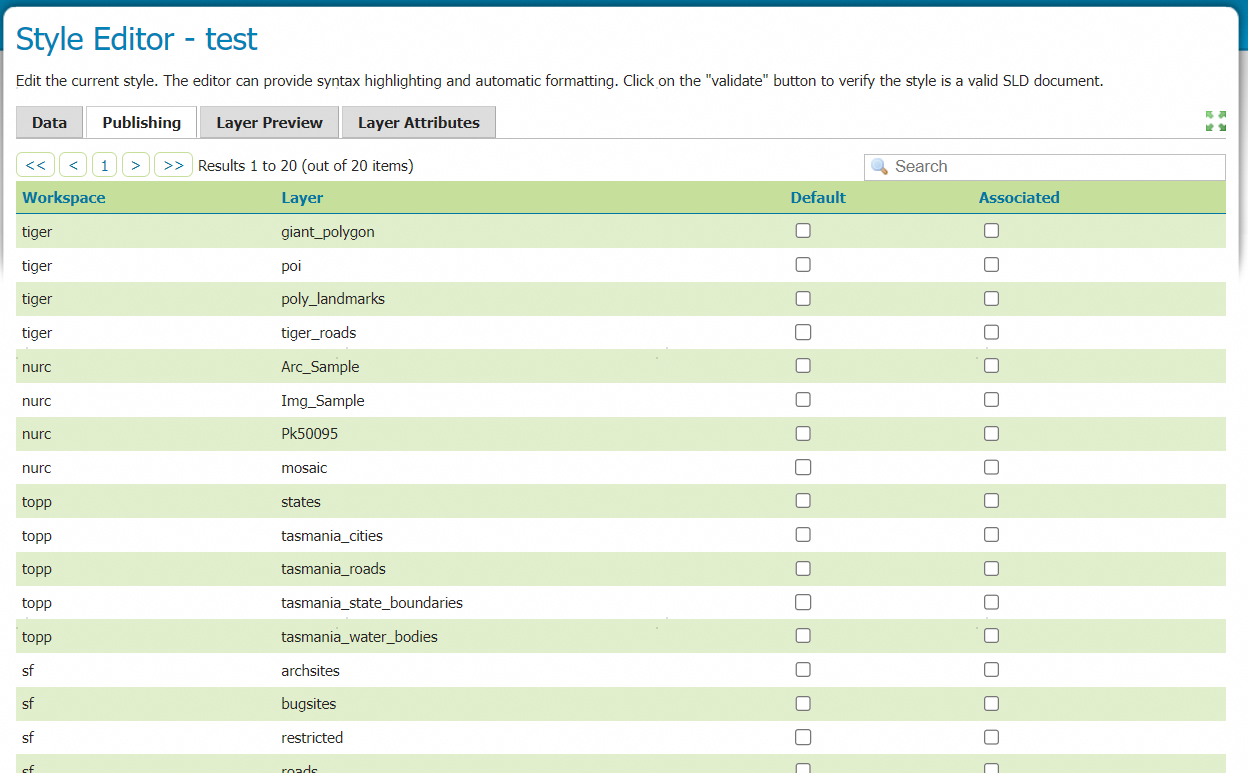 Style Editor - test
Edit the current style. The editor can provide syntax highlighting and automatic formatting. Click on the "validate" button to verify the style is a valid SLD document.
Data Publishing Layer Preview Layer Attributes
<< < 1 > >> Results 1 to 20 (out of 20 items) Search
Workspace Layer Default Associated
tiger giant_polygon
tiger poi
tiger poly_landmarks
tiger tiger_roads
nurc Arc_Sample
nurc Img_Sample
nurc Pk50095
nurc mosaic
topp states
topp tasmania_cities
topp tasmania_roads
topp tasmania_state_boundaries
topp tasmania_water_bodies
sf archsites
sf bugsites
sf restricted
sf roads